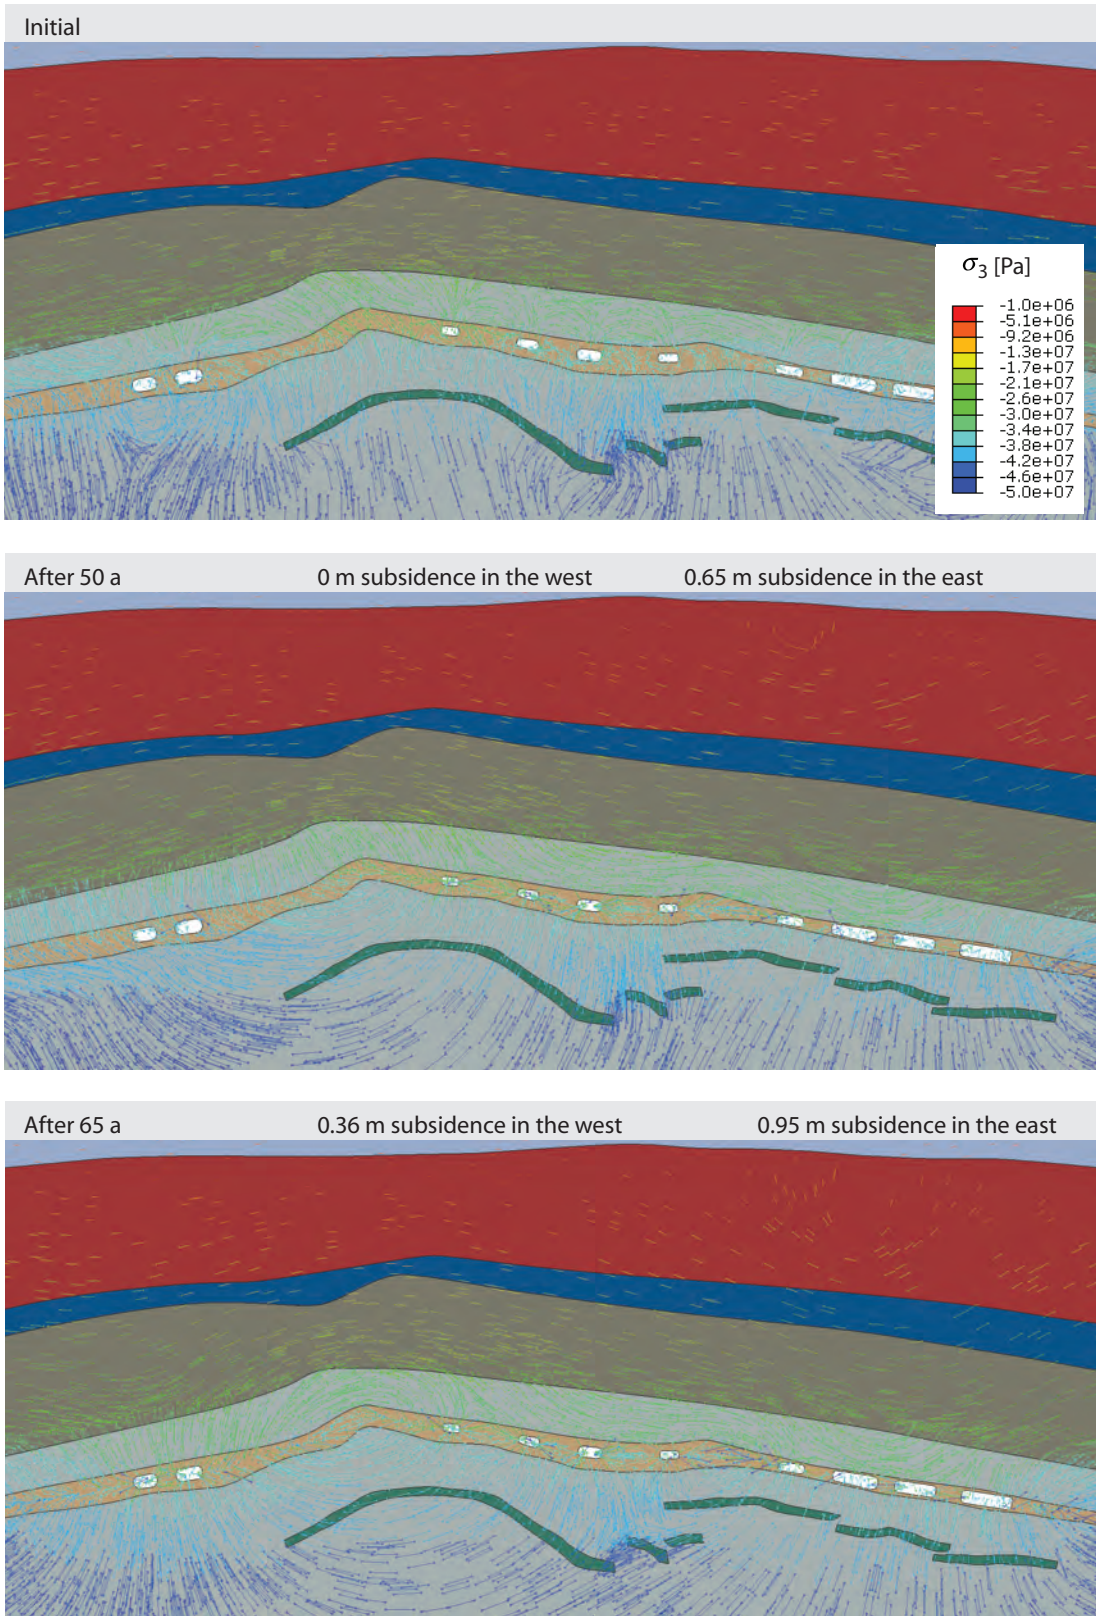 Initial
σ3 [Pa]
-1.0e+06
-5.1e+06
-9.2e+06
-1.3e+07
-1.7e+07
-2.1e+07
-2.6e+07
-3.0e+07
-3.4e+07
-3.8e+07
-4.2e+07
-4.6e+07
-5.0e+07
After 50 a 0 m subsidence in the west 0.65 m subsidence in the east
After 65 a 0.36 m subsidence in the west 0.95 m subsidence in the east